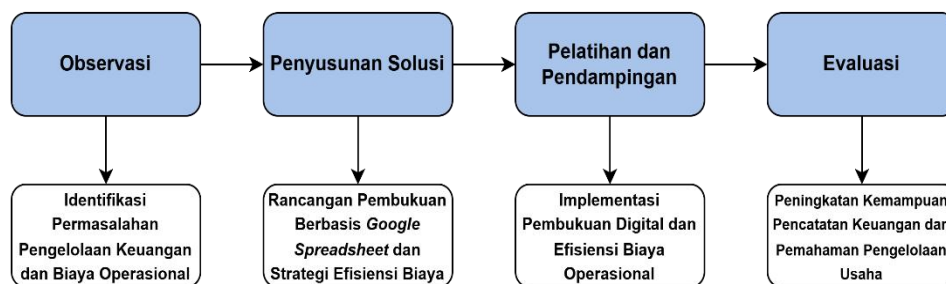 Observasi
Penyusunan Solusi
Pelatihan dan
Pendampingan
Evaluasi
Identifikasi
Permasalahan
Pengelolaan Keuangan
dan Biaya Operasional
Rancangan Pembukuan
Berbasis Google
Spreadsheet dan
Strategi Efisiensi Biaya
Implementasi
Pembukuan Digital dan
Efisiensi Biaya
Operasional
Peningkatan Kemampuan
Pencatatan Keuangan dan
Pemahaman Pengelolaan
Usaha